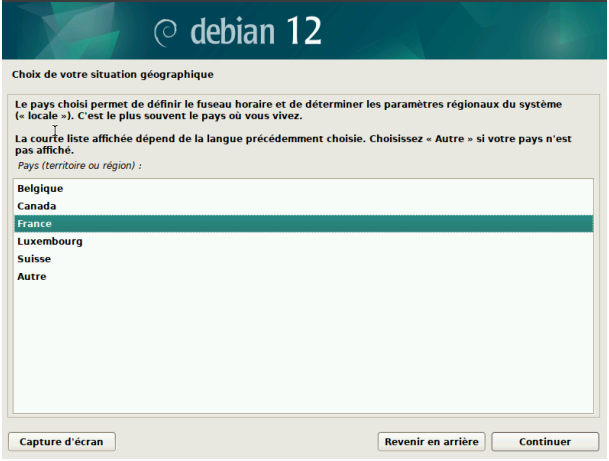 debian 12
Choix de votre situation géographique
Le pays choisi permet de définir le fuseau horaire et de déterminer les paramètres régionaux du système
(« locale »). C'est le plus souvent le pays où vous vivez.
La courte liste affichée dépend de la langue précédemment choisie. Choisissez « Autre » si votre pays n'est
pas affiché.
Pays (territoire ou région) :
Belgique
Canada
France
Luxembourg
Suisse
Autre
Capture d'écran
Revenir en arrière
Continuer